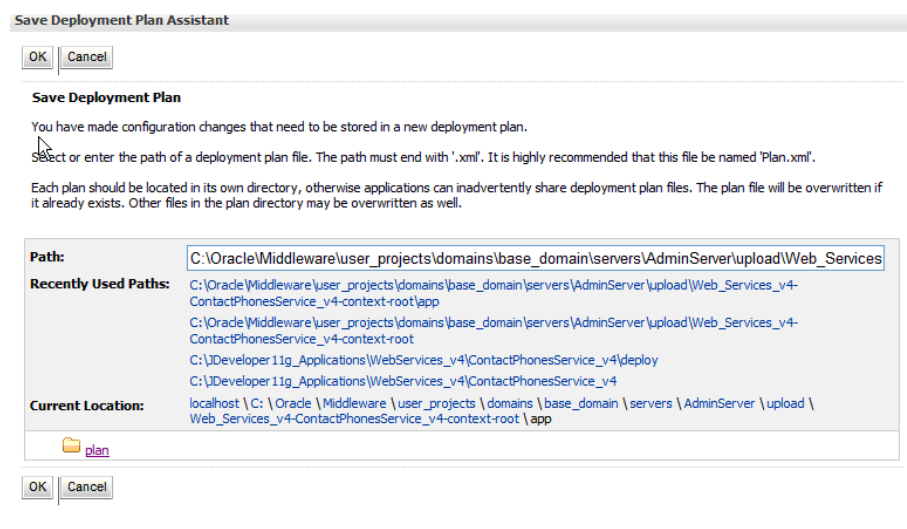 Save Deployment Plan Assistant
OK Cancel
Save Deployment Plan
You have made configuration changes that need to be stored in a new deployment plan.
Select or enter the path of a deployment plan file. The path must end with '.xml'. It is highly recommended that this file be named 'Plan.xml'.
Each plan should be located in its own directory, otherwise applications can inadvertently share deployment plan files. The plan file will be overwritten if
it already exists. Other files in the plan directory may be overwritten as well.
Path: C:\Oracle\Middleware\user_projects\domains\base_domain\servers\AdminServer\upload\Web_Services
Recently Used Paths: C:\Oracle\Middleware\user_projects\domains\base_domain\servers\AdminServer\upload\Web_Services_v4-
ContactPhonesService_v4-context-root\app
C:\Oracle\Middleware\user_projects\domains\base_domain\servers\AdminServer\upload\Web_Services_v4-
ContactPhonesService_v4-context-root
C:\JDeveloper11g_Applications\WebServices_v4\ContactPhonesService_v4\deploy
C:\JDeveloper11g_Applications\WebServices_v4\ContactPhonesService_v4
Current Location: localhost \ C: \ Oracle \ Middleware \ user_projects \ domains \ base_domain \ servers \ AdminServer \ upload \
Web_Services_v4-ContactPhonesService_v4-context-root \ app
plan
OK Cancel